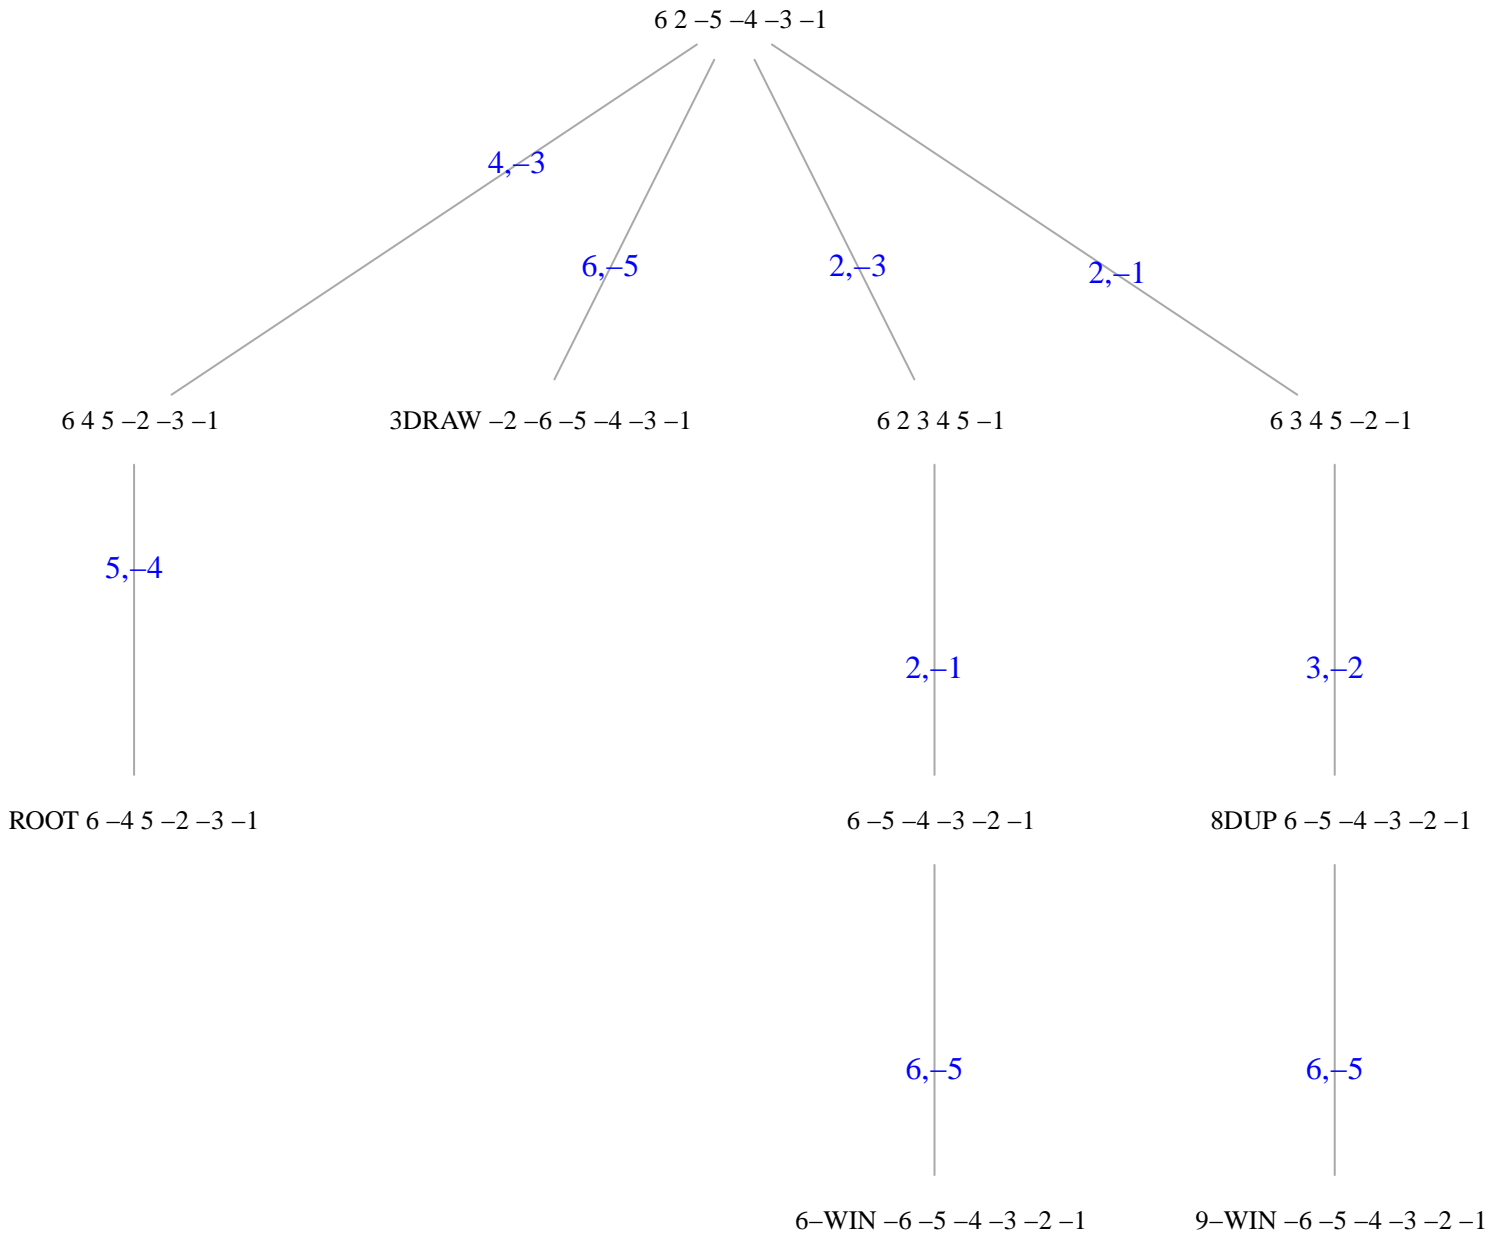 6 2 –5 –4 –3 –1
4,–3
6,–5
2,–3
2,–1
6 4 5 –2 –3 –1
3DRAW –2 –6 –5 –4 –3 –1
6 2 3 4 5 –1
6 3 4 5 –2 –1
5,–4
2,–1
3,–2
ROOT 6 –4 5 –2 –3 –1
6 –5 –4 –3 –2 –1
8DUP 6 –5 –4 –3 –2 –1
6,–5
6,–5
6–WIN –6 –5 –4 –3 –2 –1
9–WIN –6 –5 –4 –3 –2 –1